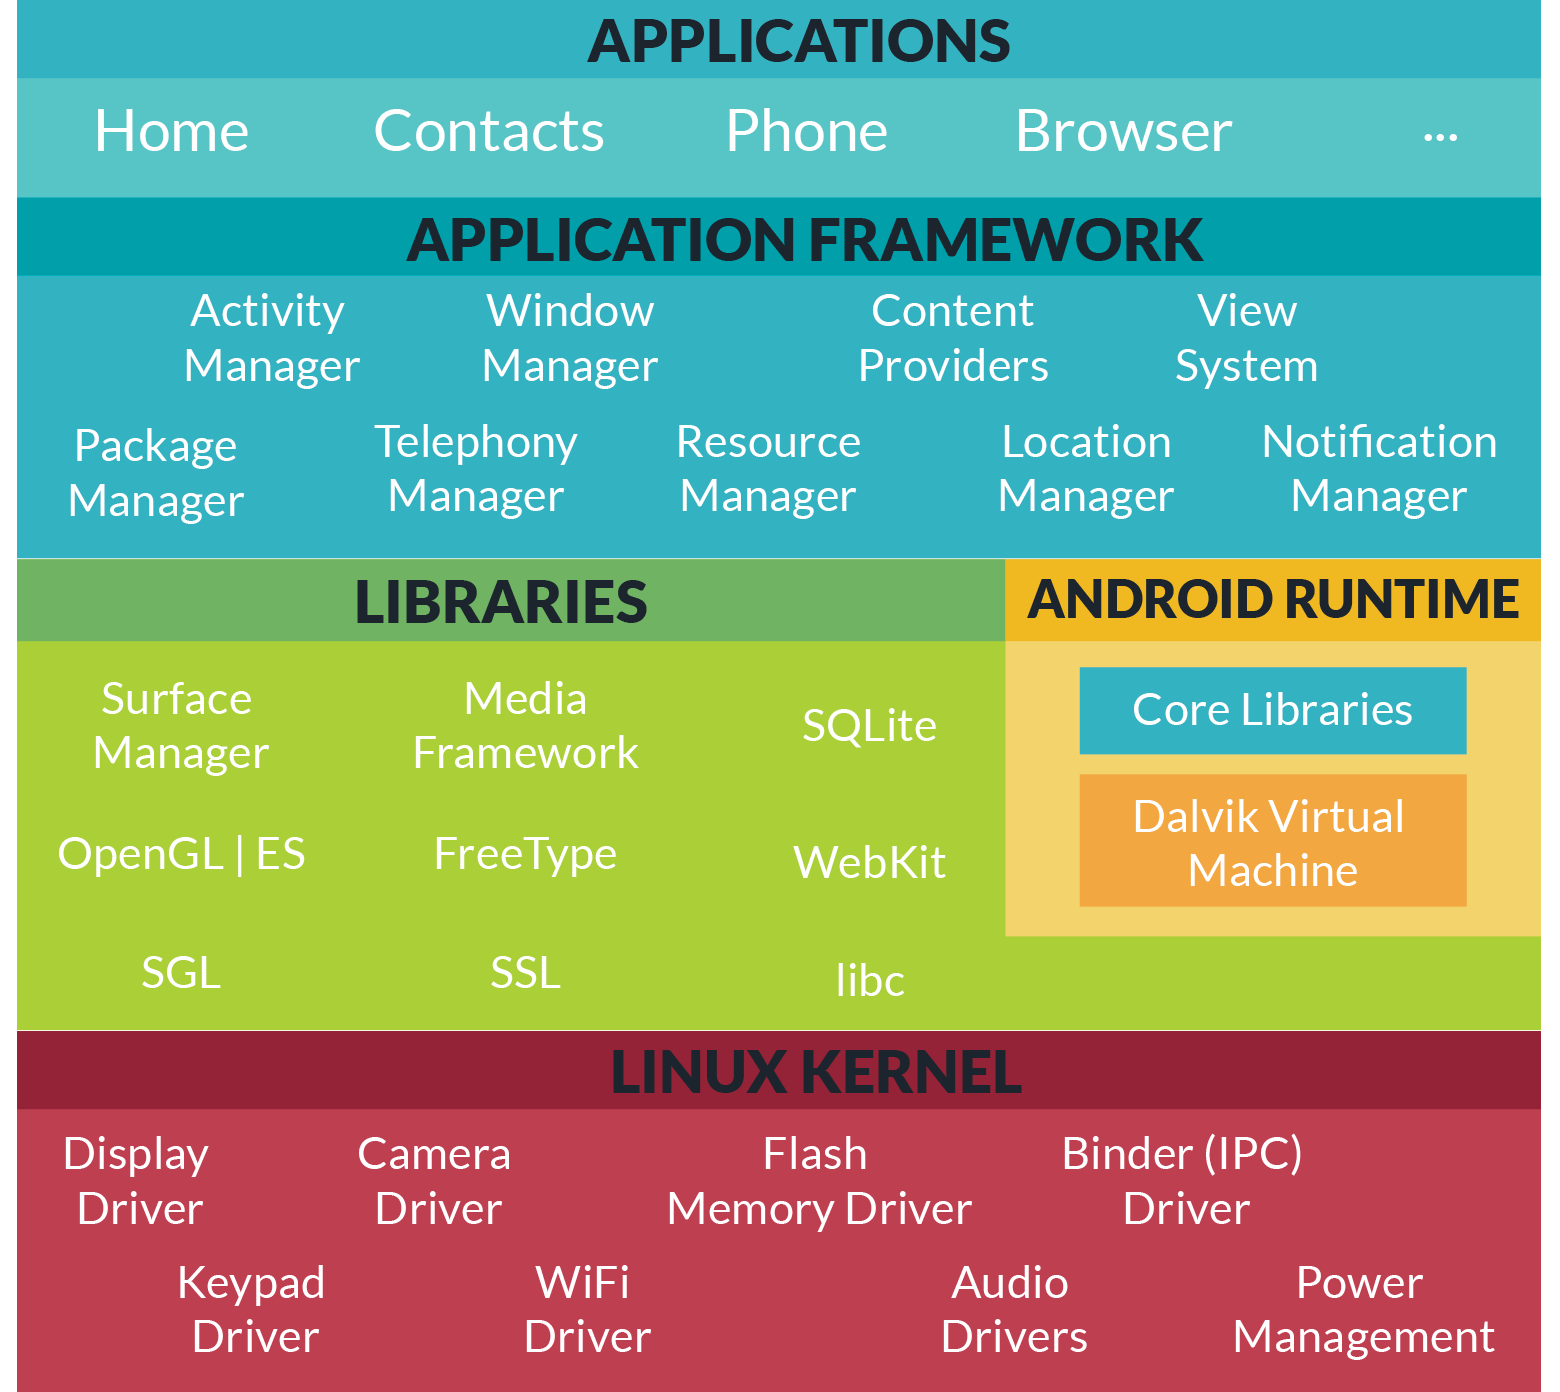 APPLICATIONS
Home Contacts Phone Browser ...
APPLICATION FRAMEWORK
Activity
Manager
Window
Manager
Content
Providers
View
System
Package
Manager
Telephony
Manager
Resource
Manager
Location
Manager
Notification
Manager
LIBRARIES
Surface
Manager
Media
Framework
SQLite
OpenGL | ES
FreeType
WebKit
SGL
SSL
libc
ANDROID RUNTIME
Core Libraries
Dalvik Virtual
Machine
LINUX KERNEL
Display
Driver
Camera
Driver
Flash
Memory Driver
Binder (IPC)
Driver
Keypad
Driver
WiFi
Driver
Audio
Drivers
Power
Management